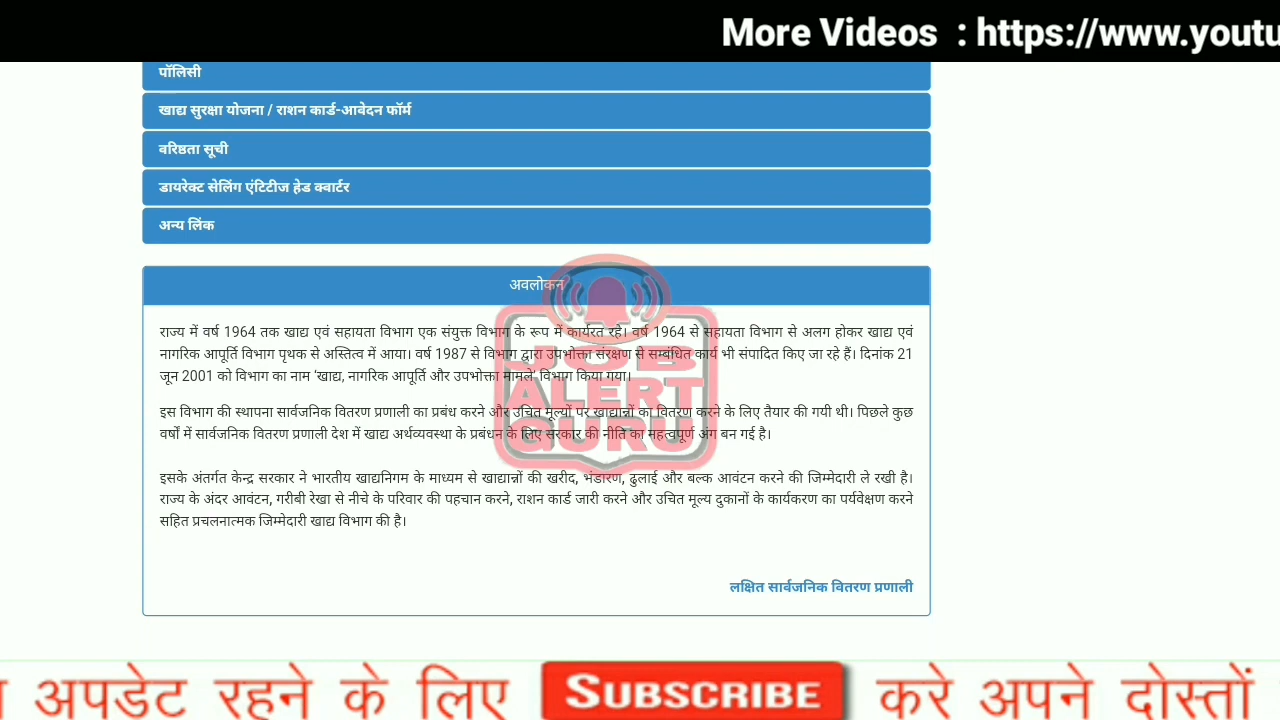 More Videos : https://www.youtu
पॉलिसी
खाद्य सुरक्षा योजना / राशन कार्ड-आवेदन फॉर्म
वरिष्ठता सूची
डायरेक्ट सेलिंग एंटिटीज हेड क्वार्टर
अन्य लिंक
अवलोकन
राज्य में वर्ष 1964 तक खाद्य एवं सहायता विभाग एक संयुक्त विभाग के रूप में कार्यरत रहै। वर्ष 1964 से सहायता विभाग से अलग होकर खाद्य एवं
नागरिक आपूर्ति विभाग पृथक से अस्तित्व में आया। वर्ष 1987 से विभाग द्वारा उपभोक्ता संरक्षण से सम्बंधित कार्य भी संपादित किए जा रहे हैं। दिनांक 21
जून 2001 को विभाग का नाम ‘खाद्य, नागरिक आपूर्ति और उपभोक्ता मामले’ विभाग किया गया।
इस विभाग की स्थापना सार्वजनिक वितरण प्रणाली का प्रबंध करने और उचित मूल्यों पर खाद्यान्नों का वितरण करने के लिए तैयार की गयी थी। पिछले कुछ
वर्षों में सार्वजनिक वितरण प्रणाली देश में खाद्य अर्थव्यवस्था के प्रबंधन के लिए सरकार की नीति का महत्वपूर्ण अंग बन गई है।
इसके अंतर्गत केन्द्र सरकार ने भारतीय खाद्यनिगम के माध्यम से खाद्यान्नों की खरीद, भंडारण, ढुलाई और बल्क आवंटन करने की जिम्मेदारी ले रखी है।
राज्य के अंदर आवंटन, गरीबी रेखा से नीचे के परिवार की पहचान करने, राशन कार्ड जारी करने और उचित मूल्य दुकानों के कार्यकरण का पर्यवेक्षण करने
सहित प्रचलनात्मक जिम्मेदारी खाद्य विभाग की है।
JOB
ALERT
GURU
लक्षित सार्वजनिक वितरण प्रणाली
अपडेट रहने के लिए SUBSCRIBE करे अपने दोस्तों